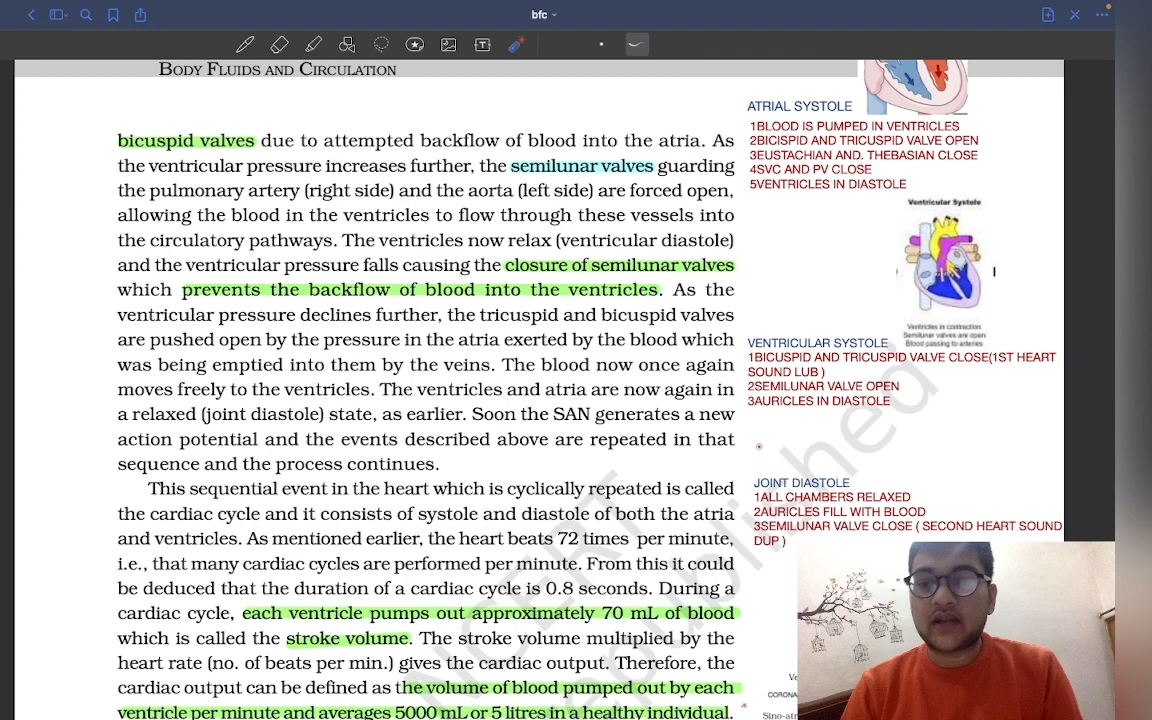 bfc
BODY FLUIDS AND CIRCULATION
bicuspid valves due to attempted backflow of blood into the atria. As
the ventricular pressure increases further, the semilunar valves guarding
the pulmonary artery (right side) and the aorta (left side) are forced open,
allowing the blood in the ventricles to flow through these vessels into
the circulatory pathways. The ventricles now relax (ventricular diastole)
and the ventricular pressure falls causing the closure of semilunar valves
which prevents the backflow of blood into the ventricles. As the
ventricular pressure declines further, the tricuspid and bicuspid valves
are pushed open by the pressure in the atria exerted by the blood which
was being emptied into them by the veins. The blood now once again
moves freely to the ventricles. The ventricles and atria are now again in
a relaxed (joint diastole) state, as earlier. Soon the SAN generates a new
action potential and the events described above are repeated in that
sequence and the process continues.
This sequential event in the heart which is cyclically repeated is called
the cardiac cycle and it consists of systole and diastole of both the atria
and ventricles. As mentioned earlier, the heart beats 72 times per minute,
i.e., that many cardiac cycles are performed per minute. From this it could
be deduced that the duration of a cardiac cycle is 0.8 seconds. During a
cardiac cycle, each ventricle pumps out approximately 70 mL of blood
which is called the stroke volume. The stroke volume multiplied by the
heart rate (no. of beats per min.) gives the cardiac output. Therefore, the
cardiac output can be defined as the volume of blood pumped out by each
ventricle per minute and averages 5000 mL or 5 litres in a healthy individual.
ATRIAL SYSTOLE
1BLOOD IS PUMPED IN VENTRICLES
2BICISPID AND TRICUSPID VALVE OPEN
3EUSTACHIAN AND. THEBASIAN CLOSE
4SVC AND PV CLOSE
5VENTRICLES IN DIASTOLE
Ventricular Systole
Ventricles in contraction
Semilunar valves are open
Blood passing to arteries
VENTRICULAR SYSTOLE
1BICUSPID AND TRICUSPID VALVE CLOSE(1ST HEART
SOUND LUB )
2SEMILUNAR VALVE OPEN
3AURICLES IN DIASTOLE
JOINT DIASTOLE
1ALL CHAMBERS RELAXED
2AURICLES FILL WITH BLOOD
3SEMILUNAR VALVE CLOSE ( SECOND HEART SOUND
DUP )
Ve
CORONA
Sino-atr
NCERT
republished